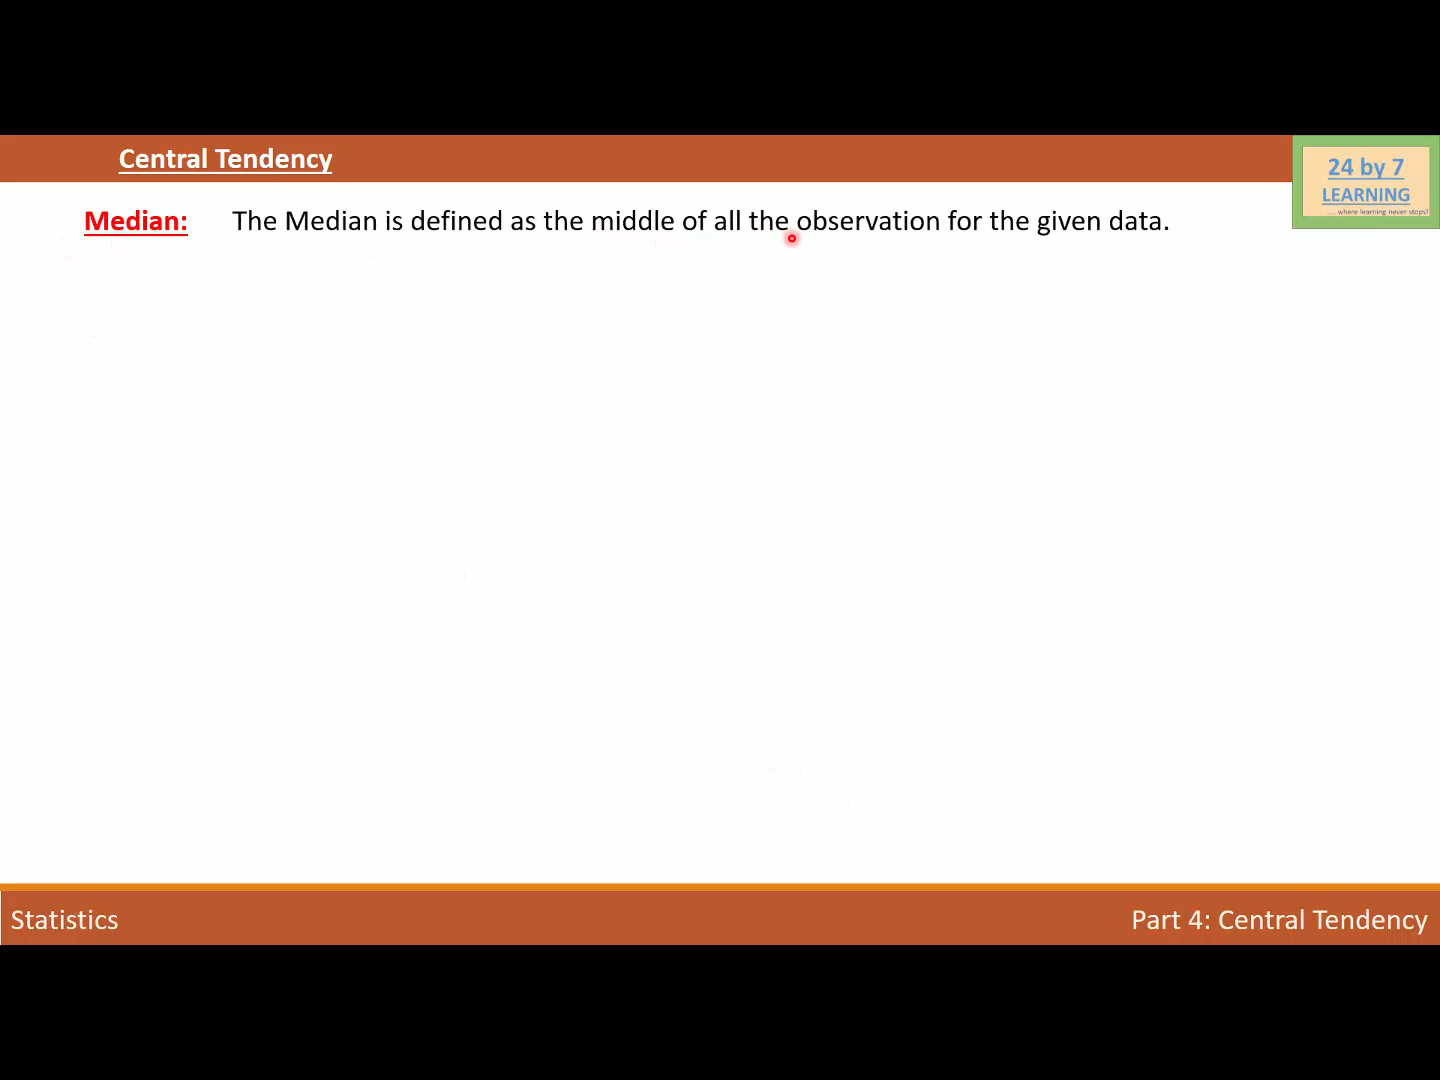 Central Tendency
24 by 7
LEARNING
.... where learning never stops!
Median: The Median is defined as the middle of all the observation for the given data.
Statistics
Part 4: Central Tendency